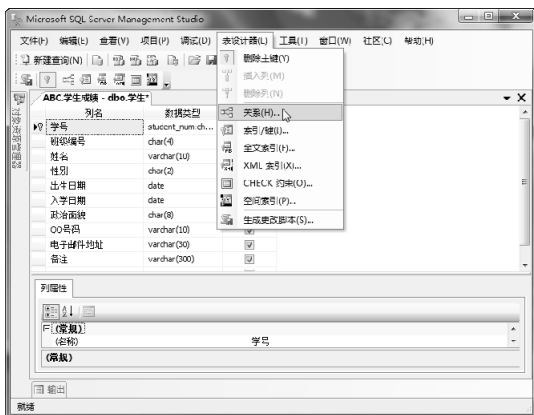 Microsoft SQL Server Management Studio
文件(F) 编辑(E) 查看(V) 项目(P) 调试(D) 表设计器(L) 工具(T) 窗口(W) 社区(C) 帮助(H)
新建查询(N)
删除主键(Y)
插入列(M)
删除列(N)
关系(H)...
索引/键(I)...
全文索引(F)...
XML 索引(X)...
CHECK 约束(O)...
空间索引(P)...
生成更改脚本(S)...
ABC.学生成绩 - dbo.学生*
列名 数据类型
学号 student_num:ch...
班级编号 char(4)
姓名 varchar(10)
性别 char(2)
出生日期 date
入学日期 date
政治面貌 char(8)
QQ号码 varchar(10)
电子邮件地址 varchar(30)
备注 varchar(300)
列属性
(常规)
(名称) 学号
(常规)
输出
就绪